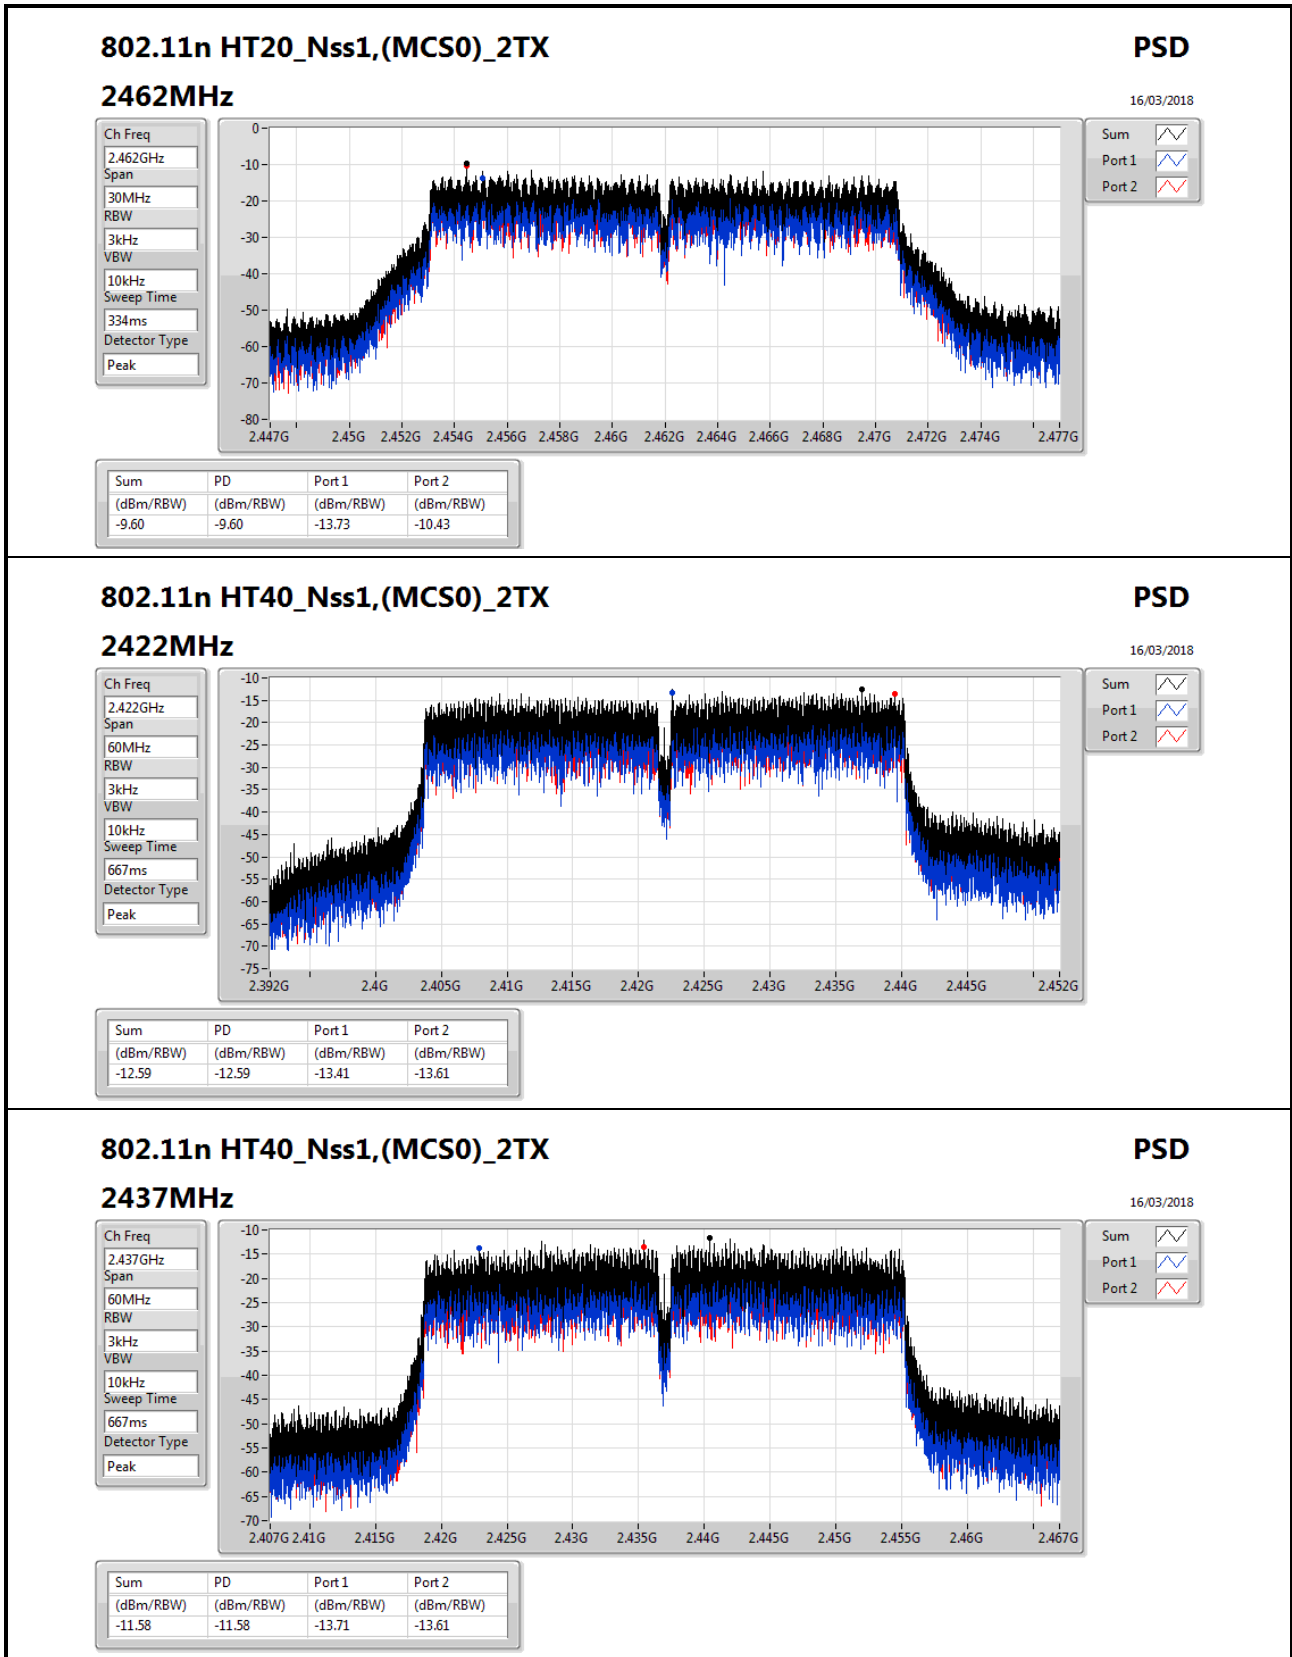 802.11n HT20_Nss1,(MCS0)_2TX PSD
2462MHz 16/03/2018
Ch Freq
2.462GHz
Span
30MHz
RBW
3kHz
VBW
10kHz
Sweep Time
334ms
Detector Type
Peak
0
-10
-20
-30
-40
-50
-60
-70
-80
2.447G 2.45G 2.452G 2.454G 2.456G 2.458G 2.46G 2.462G 2.464G 2.466G 2.468G 2.47G 2.472G 2.474G 2.477G
Sum
Port 1
Port 2
Sum PD Port 1 Port 2
(dBm/RBW) (dBm/RBW) (dBm/RBW) (dBm/RBW)
-9.60 -9.60 -13.73 -10.43
802.11n HT40_Nss1,(MCS0)_2TX PSD
2422MHz 16/03/2018
Ch Freq
2.422GHz
Span
60MHz
RBW
3kHz
VBW
10kHz
Sweep Time
667ms
Detector Type
Peak
-10
-15
-20
-25
-30
-35
-40
-45
-50
-55
-60
-65
-70
-75
2.392G 2.4G 2.405G 2.41G 2.415G 2.42G 2.425G 2.43G 2.435G 2.44G 2.445G 2.452G
Sum
Port 1
Port 2
Sum PD Port 1 Port 2
(dBm/RBW) (dBm/RBW) (dBm/RBW) (dBm/RBW)
-12.59 -12.59 -13.41 -13.61
802.11n HT40_Nss1,(MCS0)_2TX PSD
2437MHz 16/03/2018
Ch Freq
2.437GHz
Span
60MHz
RBW
3kHz
VBW
10kHz
Sweep Time
667ms
Detector Type
Peak
-10
-15
-20
-25
-30
-35
-40
-45
-50
-55
-60
-65
-70
2.407G 2.41G 2.415G 2.42G 2.425G 2.43G 2.435G 2.44G 2.445G 2.45G 2.455G 2.46G 2.467G
Sum
Port 1
Port 2
Sum PD Port 1 Port 2
(dBm/RBW) (dBm/RBW) (dBm/RBW) (dBm/RBW)
-11.58 -11.58 -13.71 -13.61